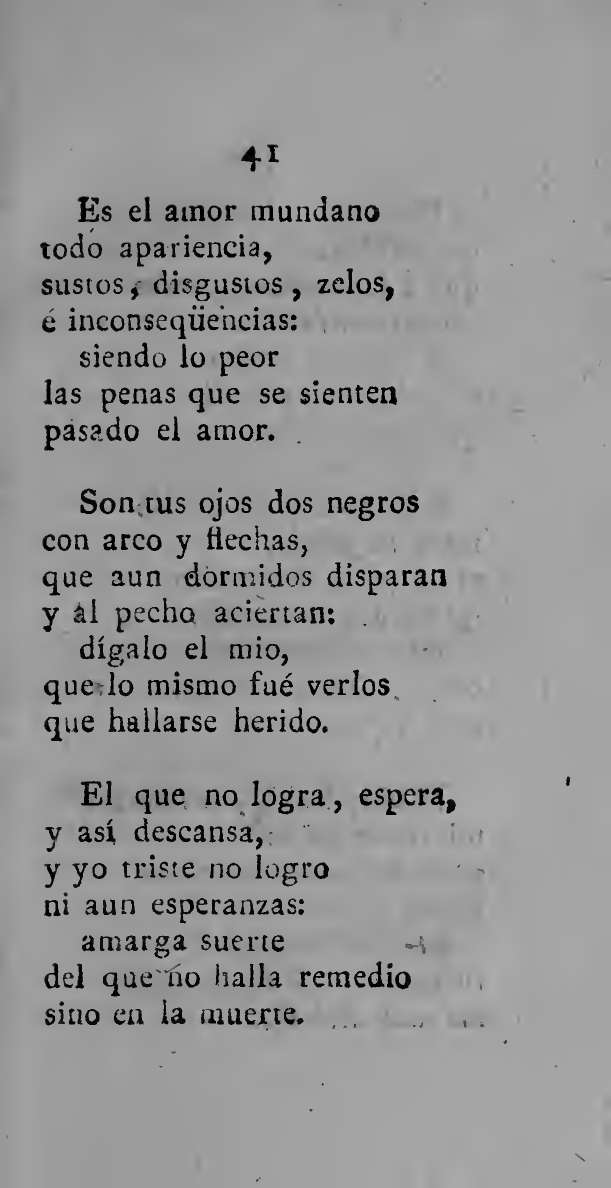 41
Es el amor mundano
todo apariencia,
sustos, disgustos, zelos,
é inconseqüencias:
siendo lo peor
las penas que se sienten
pasado el amor.
Son tus ojos dos negros
con arco y flechas,
que aun dormidos disparan
y al pecho aciertan:
dígalo el mio,
que lo mismo fué verlos
que hallarse herido.
El que no logra, espera,
y así descansa,
y yo triste no logro
ni aun esperanzas:
amarga suerte
del que no halla remedio
sino en la muerte.